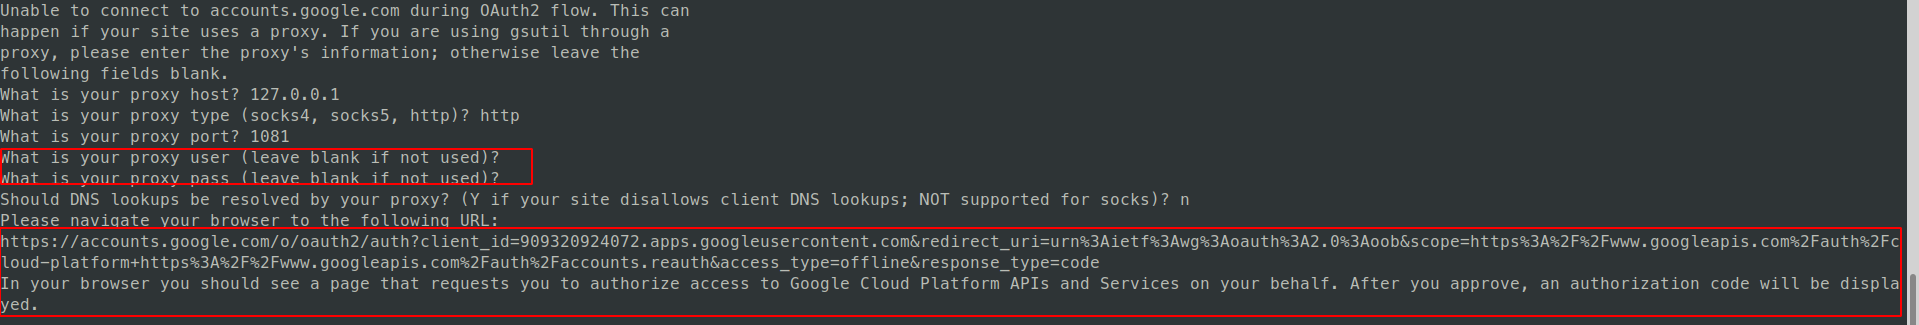 Unable to connect to accounts.google.com during OAuth2 flow. This can
happen if your site uses a proxy. If you are using gsutil through a
proxy, please enter the proxy's information; otherwise leave the
following fields blank.
What is your proxy host? 127.0.0.1
What is your proxy type (socks4, socks5, http)? http
What is your proxy port? 1081
What is your proxy user (leave blank if not used)?
What is your proxy pass (leave blank if not used)?
Should DNS lookups be resolved by your proxy? (Y if your site disallows client DNS lookups; NOT supported for socks)? n
Please navigate your browser to the following URL:
https://accounts.google.com/o/oauth2/auth?client_id=909320924072.apps.googleusercontent.com&redirect_uri=urn%3Aietf%3Awg%3Aoauth%3A2.0%3Aoob&scope=https%3A%2F%2Fwww.googleapis.com%2Fauth%2Fc
loud-platform+https%3A%2F%2Fwww.googleapis.com%2Fauth%2Faccounts.reauth&access_type=offline&response_type=code
In your browser you should see a page that requests you to authorize access to Google Cloud Platform APIs and Services on your behalf. After you approve, an authorization code will be displa
yed.